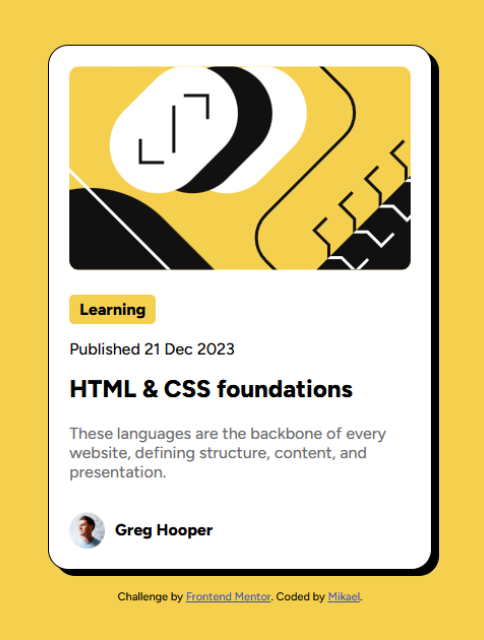 Learning
Published 21 Dec 2023
HTML & CSS foundations
These languages are the backbone of every
website, defining structure, content, and
presentation.
Greg Hooper
Challenge by Frontend Mentor. Coded by Mikael.